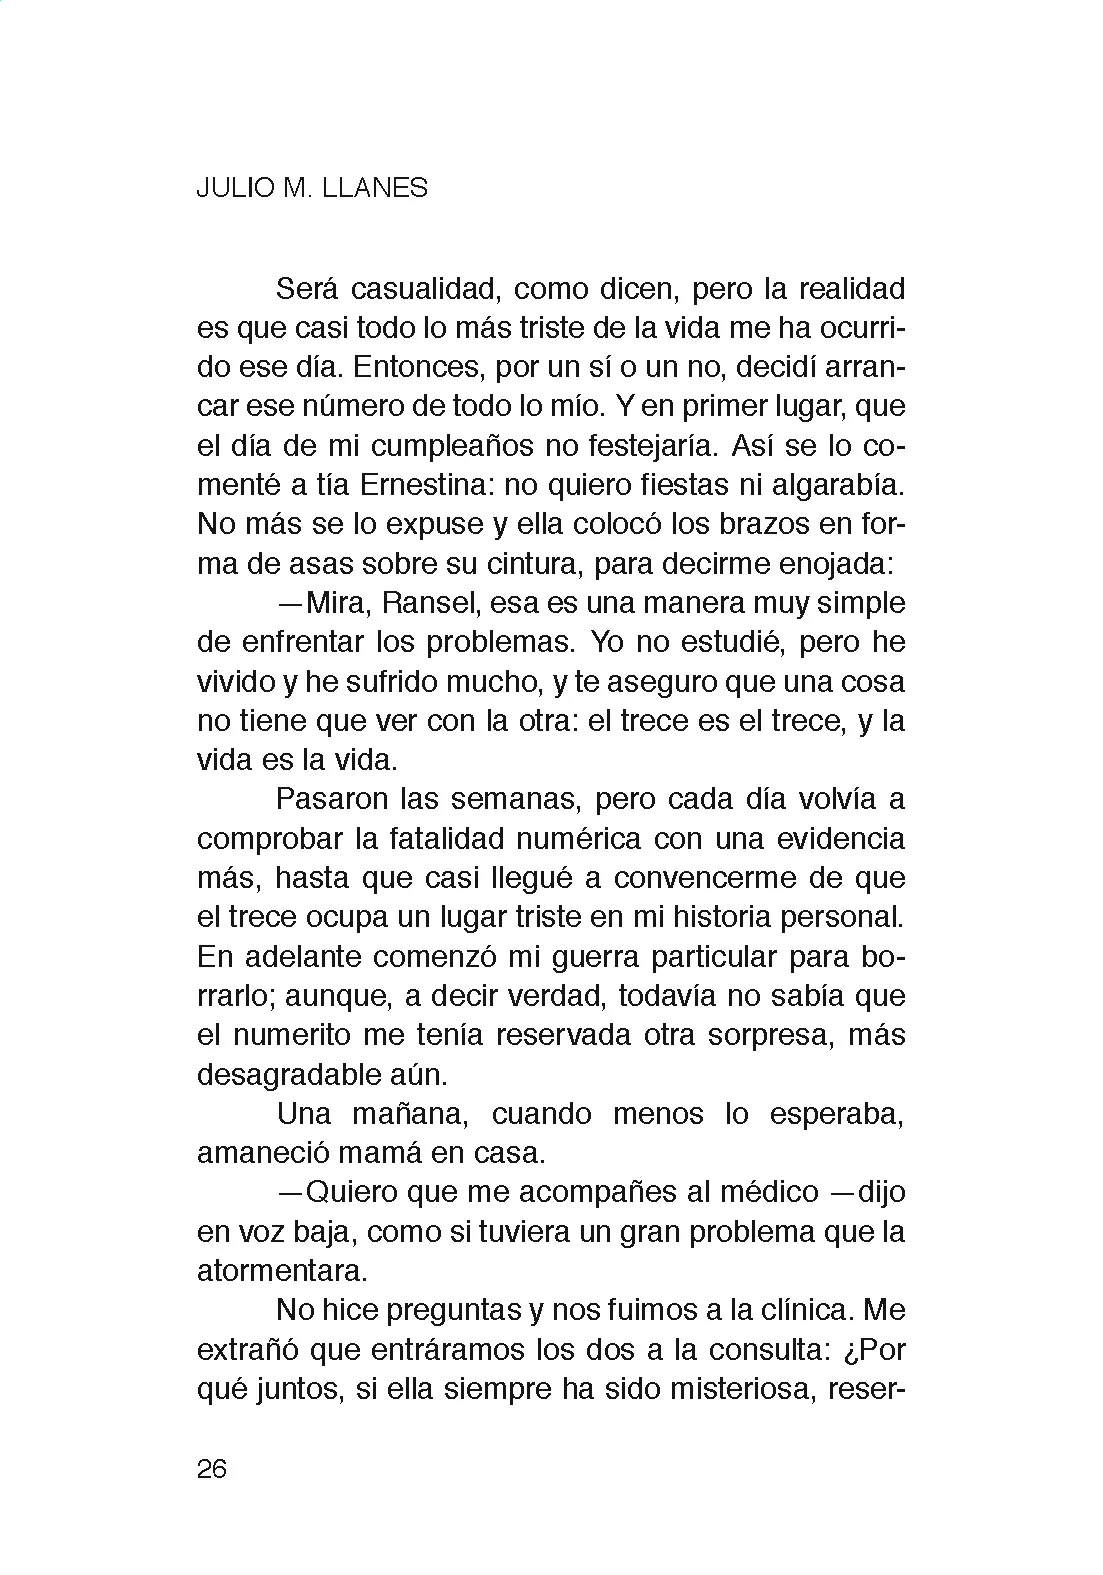 JULIO M. LLANES
Será casualidad, como dicen, pero la realidad
es que casi todo lo más triste de la vida me ha ocurri-
do ese día. Entonces, por un sí o un no, decidí arran-
car ese número de todo lo mío. Y en primer lugar, que
el día de mi cumpleaños no festejaría. Así se lo co-
menté a tía Ernestina: no quiero fiestas ni algarabía.
No más se lo expuse y ella colocó los brazos en for-
ma de asas sobre su cintura, para decirme enojada:
—Mira, Ransel, esa es una manera muy simple
de enfrentar los problemas. Yo no estudié, pero he
vivido y he sufrido mucho, y te aseguro que una cosa
no tiene que ver con la otra: el trece es el trece, y la
vida es la vida.
Pasaron las semanas, pero cada día volvía a
comprobar la fatalidad numérica con una evidencia
más, hasta que casi llegué a convencerme de que
el trece ocupa un lugar triste en mi historia personal.
En adelante comenzó mi guerra particular para bo-
rrarlo; aunque, a decir verdad, todavía no sabía que
el numerito me tenía reservada otra sorpresa, más
desagradable aún.
Una mañana, cuando menos lo esperaba,
amaneció mamá en casa.
—Quiero que me acompañes al médico —dijo
en voz baja, como si tuviera un gran problema que la
atormentara.
No hice preguntas y nos fuimos a la clínica. Me
extrañó que entráramos los dos a la consulta: ¿Por
qué juntos, si ella siempre ha sido misteriosa, reser-
26